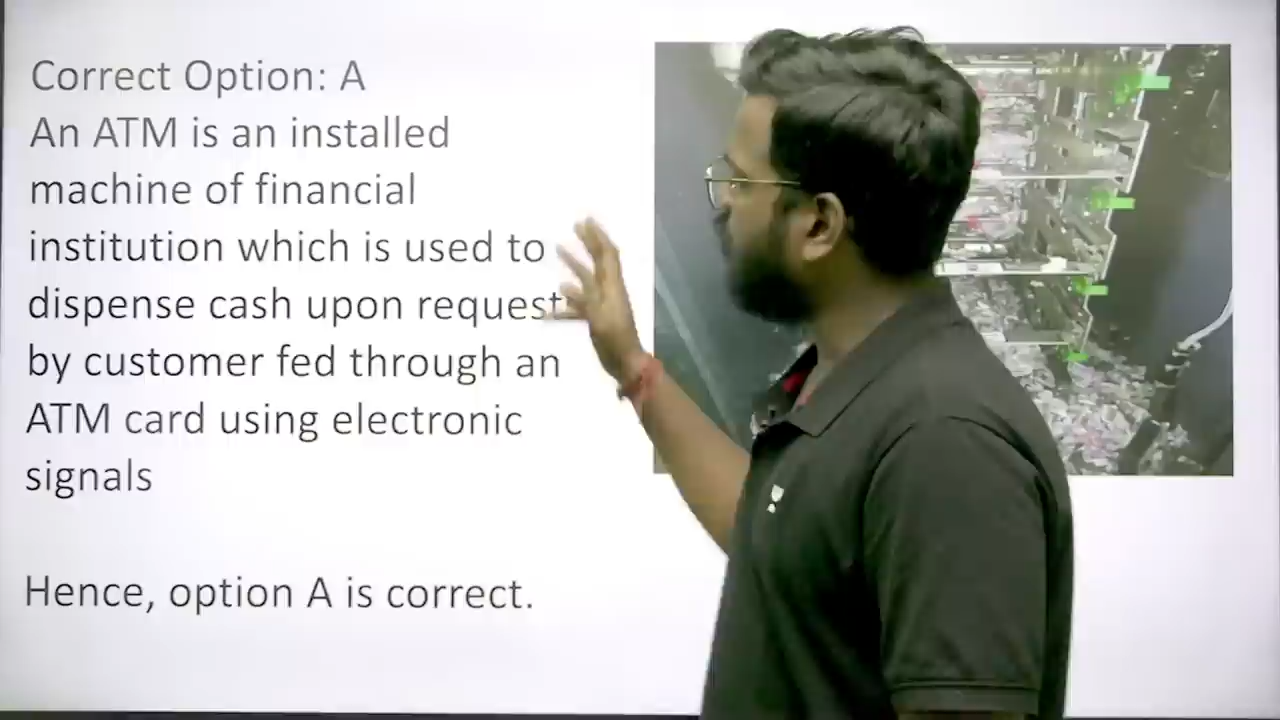 Correct Option: A
An ATM is an installed
machine of financial
institution which is used to
dispense cash upon request
by customer fed through an
ATM card using electronic
signals
Hence, option A is correct.